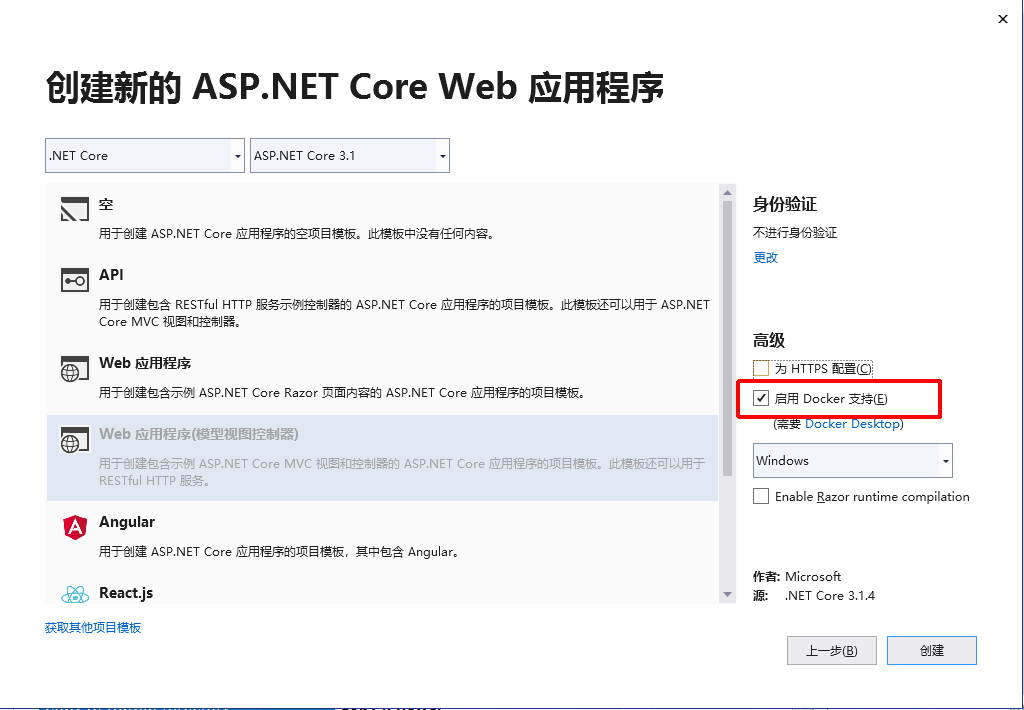 创建新的 ASP.NET Core Web 应用程序
.NET Core
ASP.NET Core 3.1
空
用于创建 ASP.NET Core 应用程序的空项目模板。此模板中没有任何内容。
API
用于创建包含 RESTful HTTP 服务示例控制器的 ASP.NET Core 应用程序的项目模板。此模板还可以用于 ASP.NET
Core MVC 视图和控制器。
Web 应用程序
用于创建包含示例 ASP.NET Core Razor 页面内容的 ASP.NET Core 应用程序的项目模板。
Web 应用程序(模型视图控制器)
用于创建包含示例 ASP.NET Core MVC 视图和控制器的 ASP.NET Core 应用程序的项目模板。此模板还可以用于
RESTful HTTP 服务。
Angular
用于创建 ASP.NET Core 应用程序的项目模板，其中包含 Angular。
React.js
获取其他项目模板
身份验证
不进行身份验证
更改
高级
为 HTTPS 配置(C)
启用 Docker 支持(E)
(需要 Docker Desktop)
Windows
Enable Razor runtime compilation
作者: Microsoft
源: .NET Core 3.1.4
上一步(B)
创建